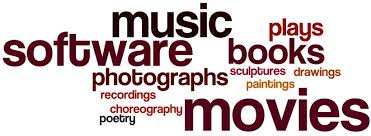 music plays
software books
photographs sculptures drawings
paintings
recordings
choreography movies
poetry